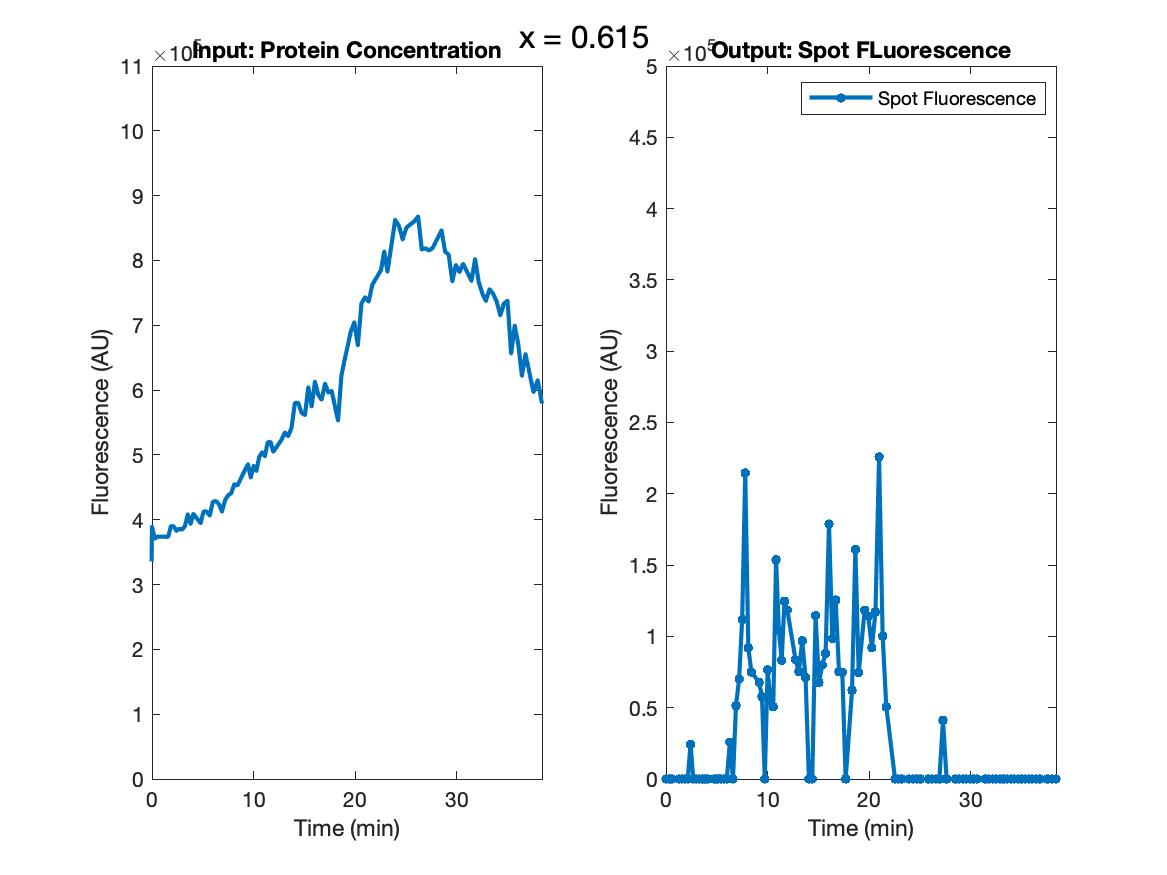 x = 0.615
×10⁵
Input: Protein Concentration
11
10
9
8
7
6
5
4
3
2
1
0
Fluorescence (AU)
0 10 20 30
Time (min)
×10⁵
Output: Spot FLuorescence
Spot Fluorescence
5
4.5
4
3.5
3
2.5
2
1.5
1
0.5
0
Fluorescence (AU)
0 10 20 30
Time (min)